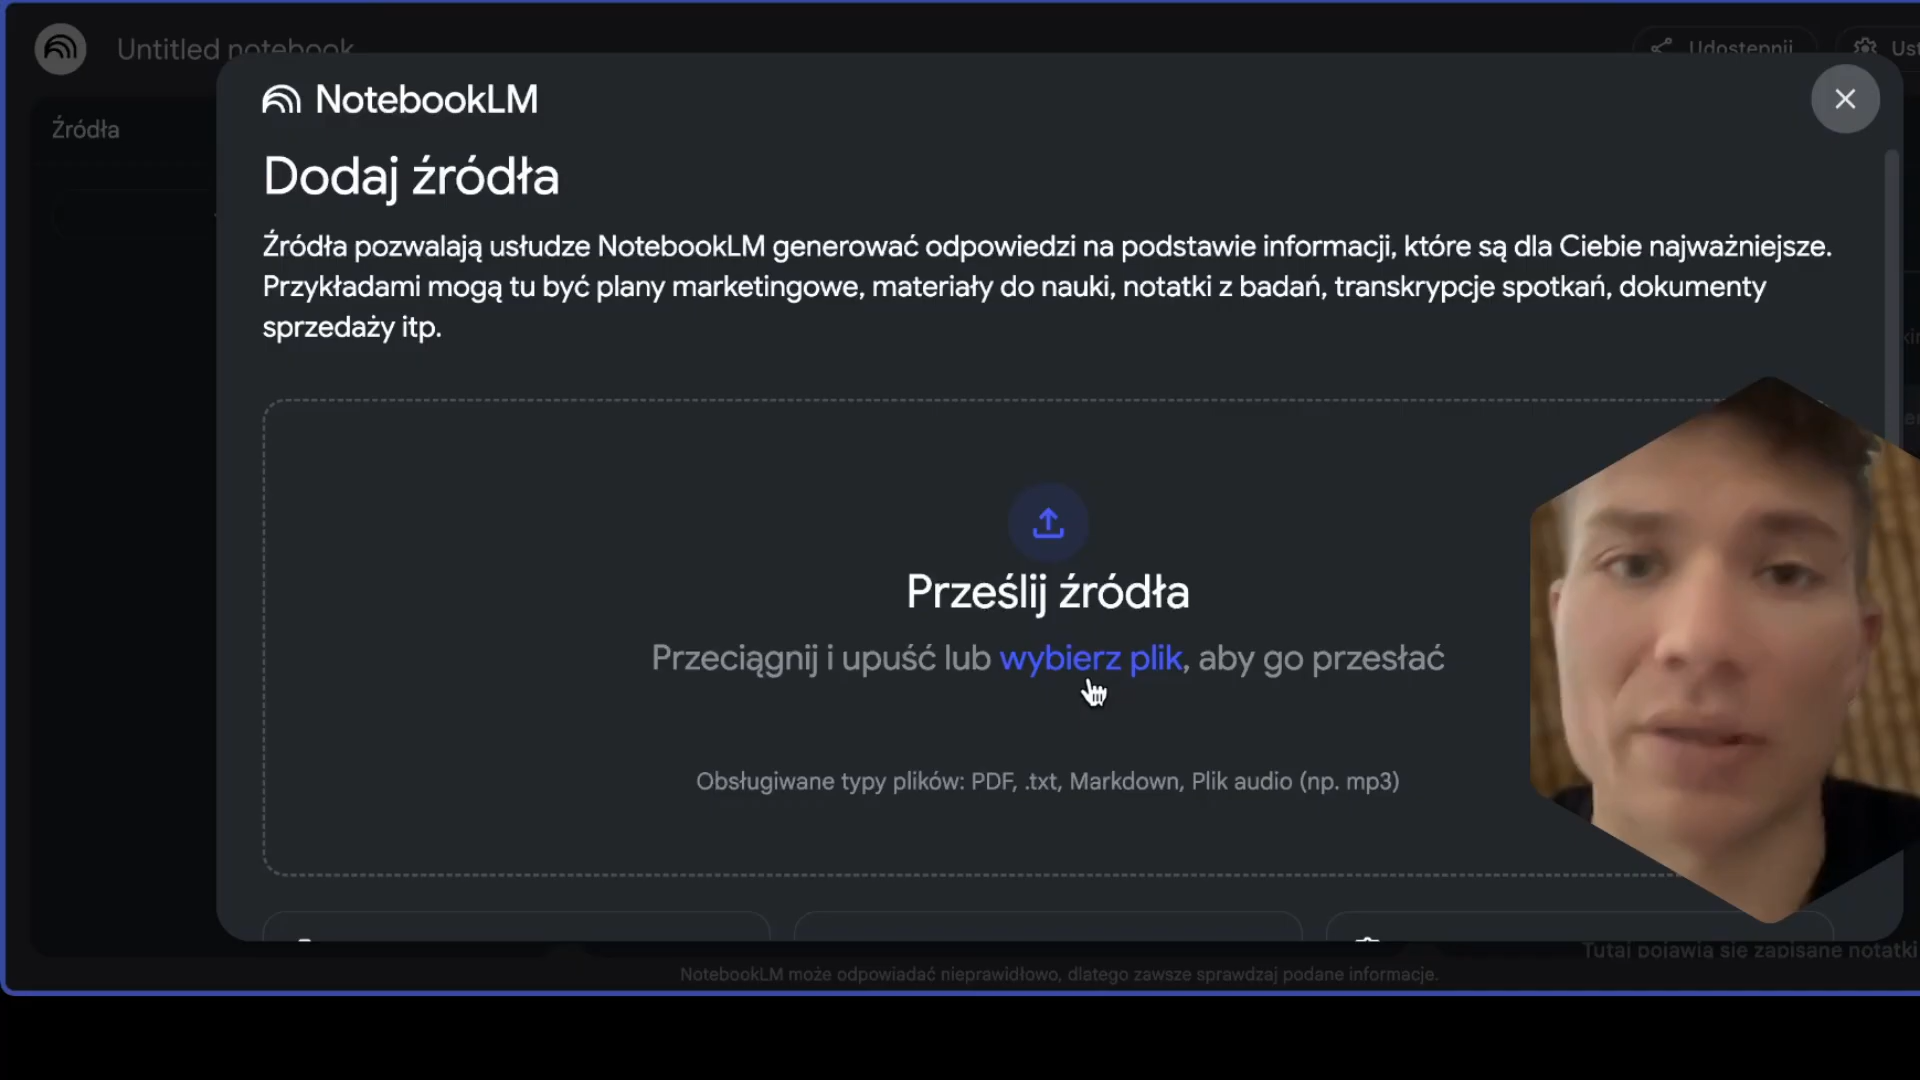 Untitled notebook
Udostępnij
NotebookLM
Źródła
Dodaj źródła
Źródła pozwalają usłudze NotebookLM generować odpowiedzi na podstawie informacji, które są dla Ciebie najważniejsze.
Przykładami mogą tu być plany marketingowe, materiały do nauki, notatki z badań, transkrypcje spotkań, dokumenty
sprzedaży itp.
Prześlij źródła
Przeciągnij i upuść lub wybierz plik, aby go przesłać
Obsługiwane typy plików: PDF, .txt, Markdown, Plik audio (np. mp3)
Tutaj pojawią się zapisane notatki
NotebookLM może odpowiadać nieprawidłowo, dlatego zawsze sprawdzaj podane informacje.